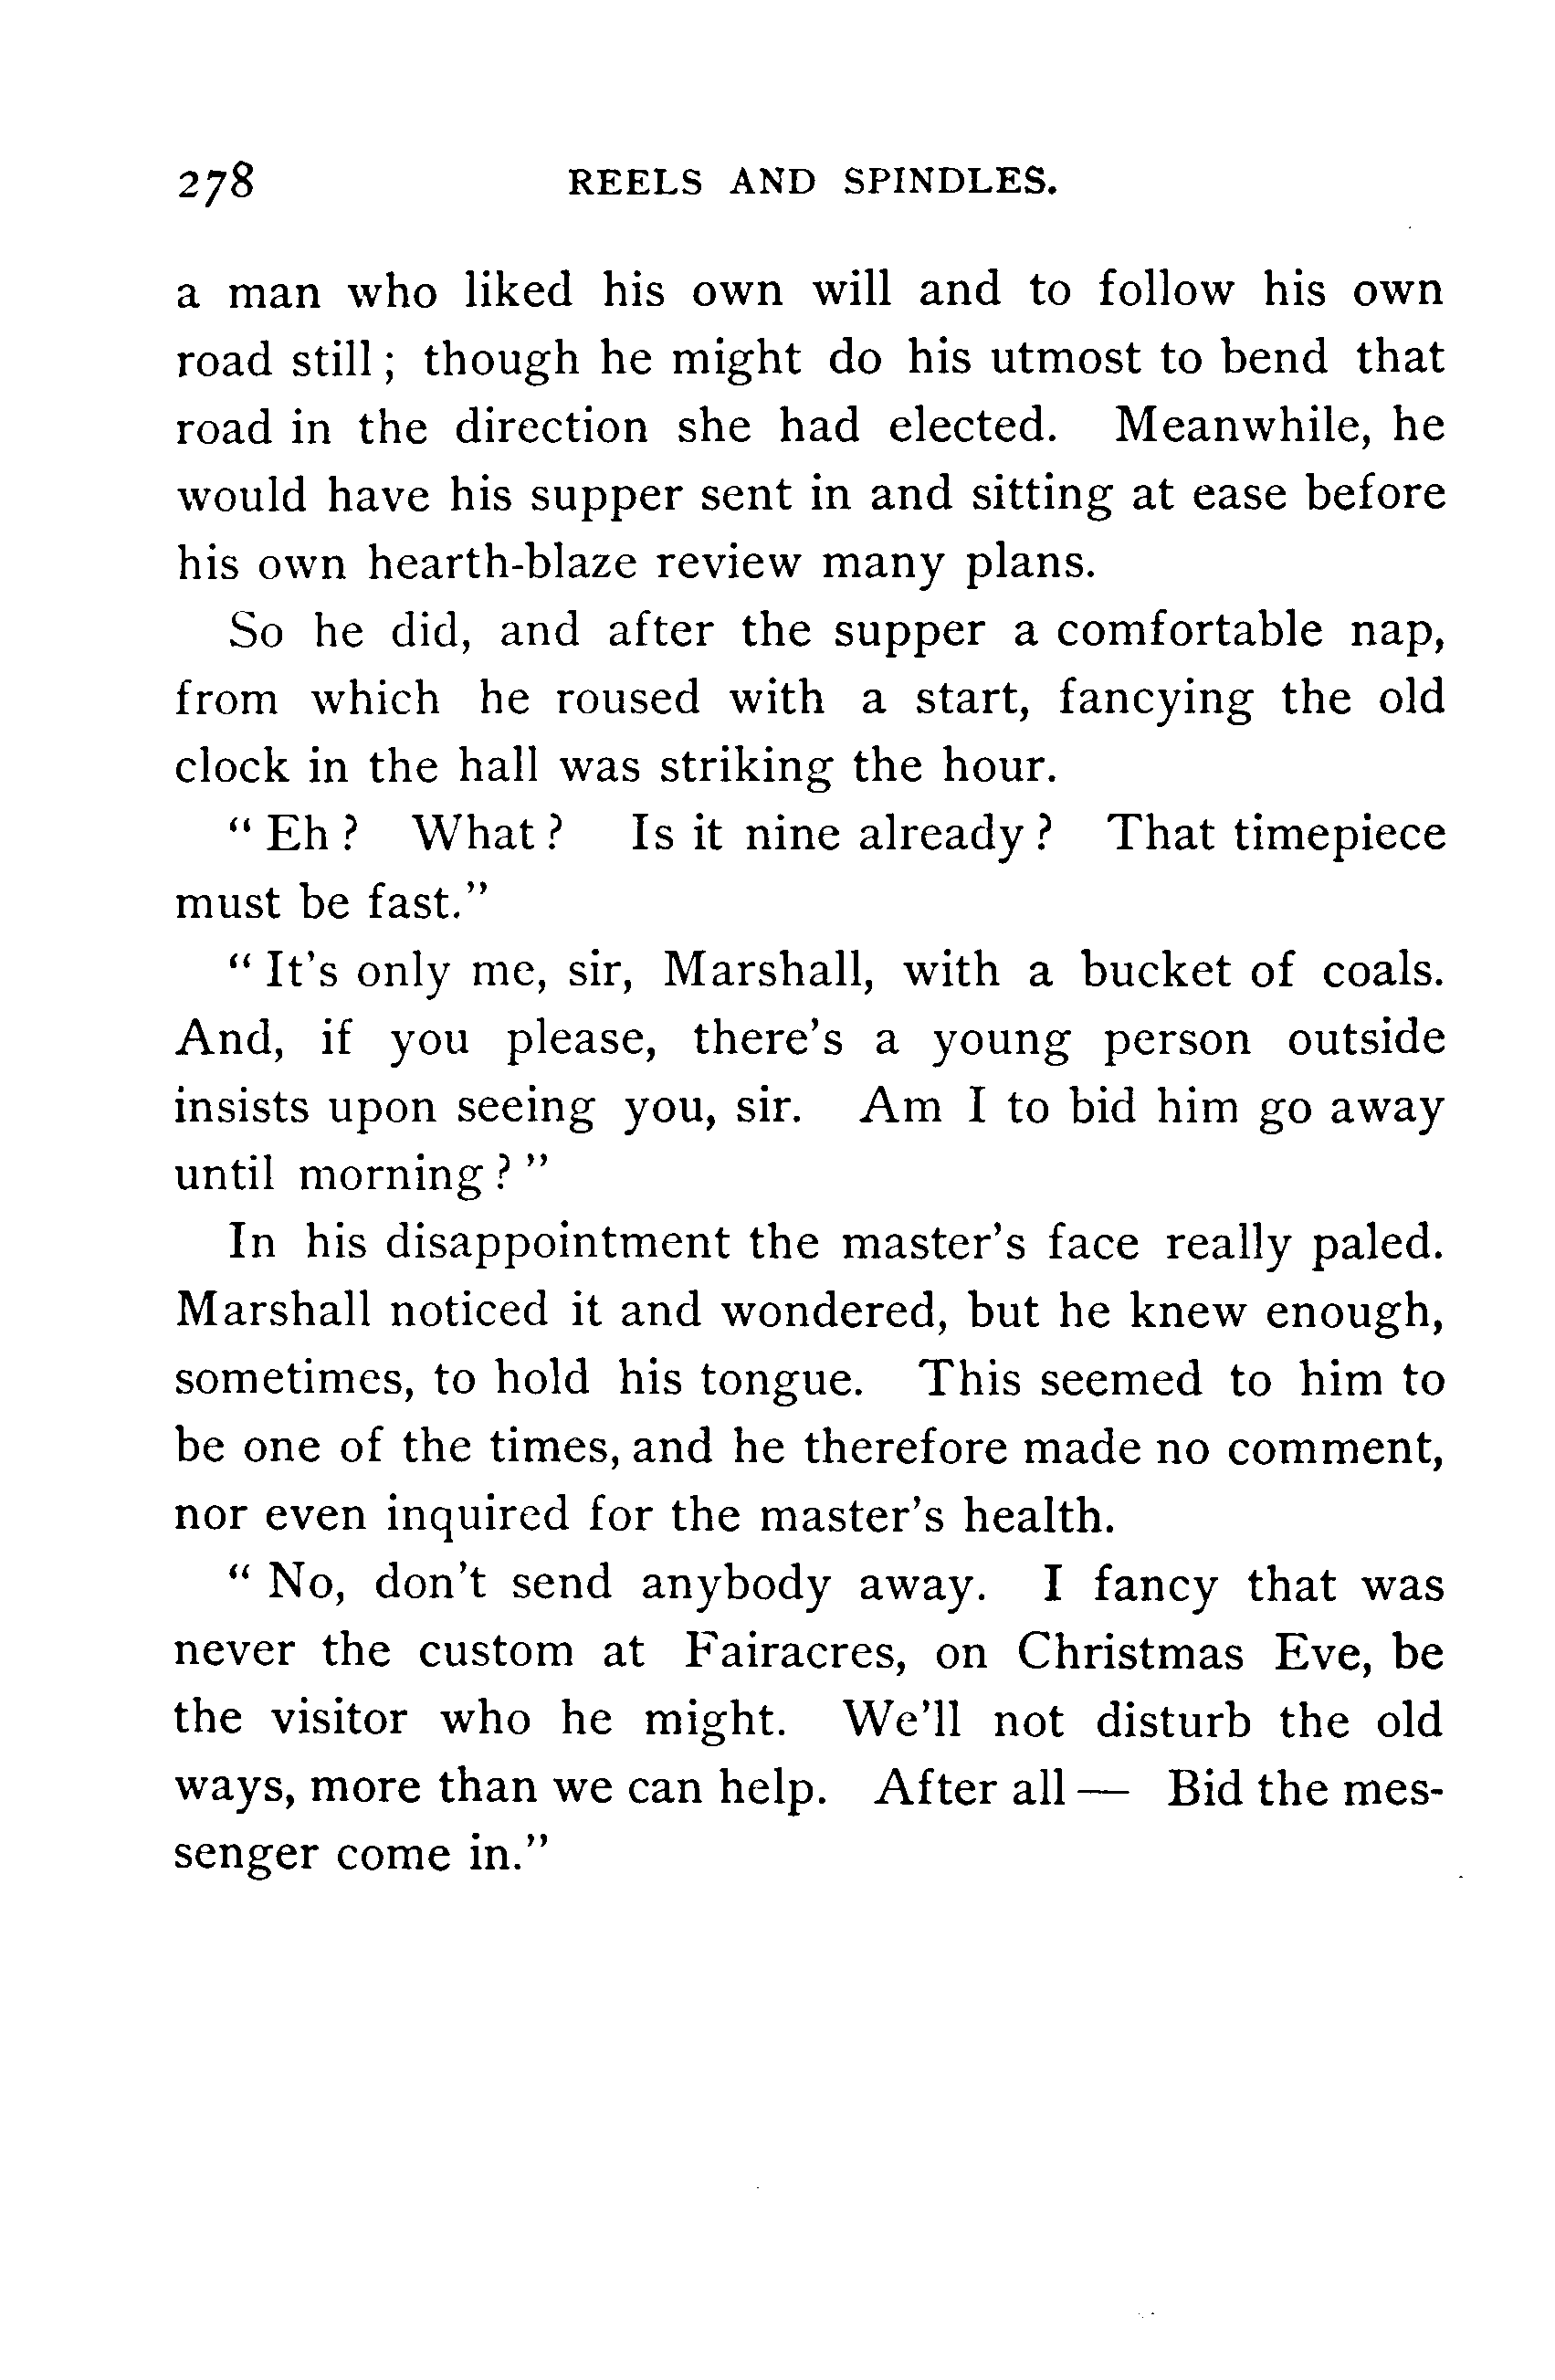 278 REELS AND SPINDLES.
a man who liked his own will and to follow his own
road still; though he might do his utmost to bend that
road in the direction she had elected. Meanwhile, he
would have his supper sent in and sitting at ease before
his own hearth-blaze review many plans.
So he did, and after the supper a comfortable nap,
from which he roused with a start, fancying the old
clock in the hall was striking the hour.
“Eh? What? Is it nine already? That timepiece
must be fast.”
“It’s only me, sir, Marshall, with a bucket of coals.
And, if you please, there’s a young person outside
insists upon seeing you, sir. Am I to bid him go away
until morning?”
In his disappointment the master’s face really paled.
Marshall noticed it and wondered, but he knew enough,
sometimes, to hold his tongue. This seemed to him to
be one of the times, and he therefore made no comment,
nor even inquired for the master’s health.
“No, don’t send anybody away. I fancy that was
never the custom at Fairacres, on Christmas Eve, be
the visitor who he might. We’ll not disturb the old
ways, more than we can help. After all— Bid the mes-
senger come in.”